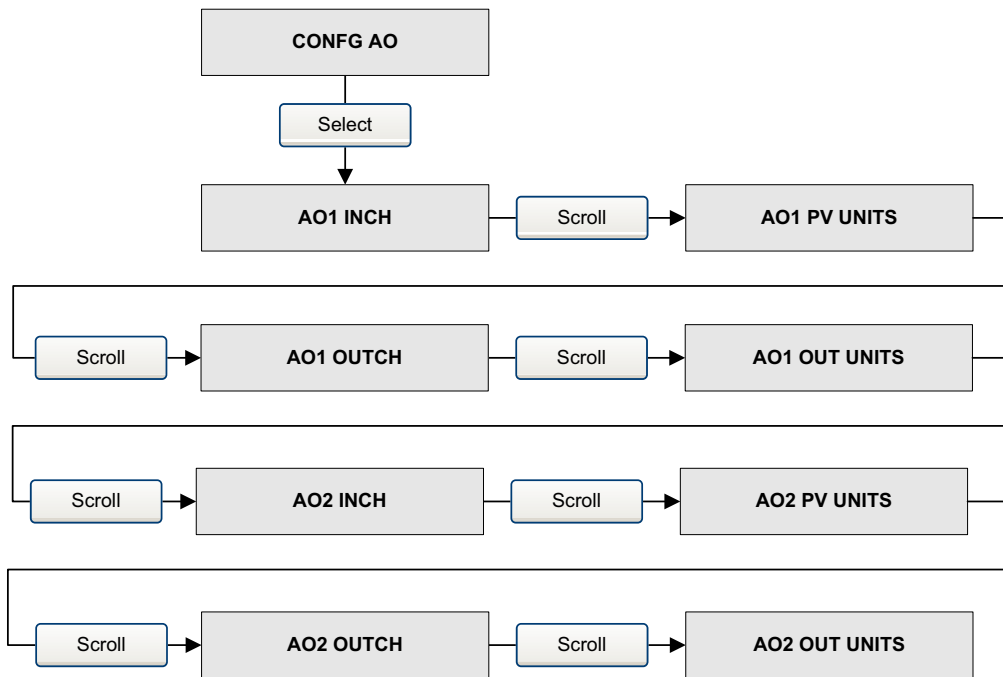 CONFG AO
Select
AO1 INCH
Scroll
AO1 PV UNITS
Scroll
AO1 OUTCH
Scroll
AO1 OUT UNITS
Scroll
AO2 INCH
Scroll
AO2 PV UNITS
Scroll
AO2 OUTCH
Scroll
AO2 OUT UNITS